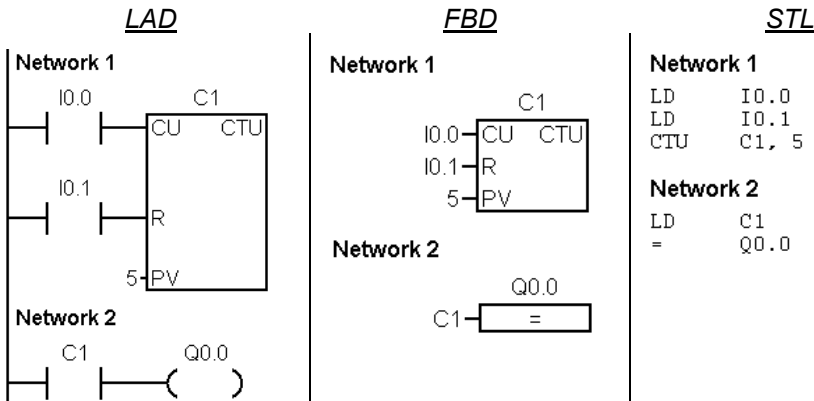 LAD
Network 1
I0.0
C1
CU CTU
I0.1
R
5 PV
Network 2
C1 Q0.0
( )
FBD
Network 1
C1
I0.0 CU CTU
I0.1 R
5 PV
Network 2
Q0.0
C1 =
STL
Network 1
LD I0.0
LD I0.1
CTU C1, 5
Network 2
LD C1
= Q0.0